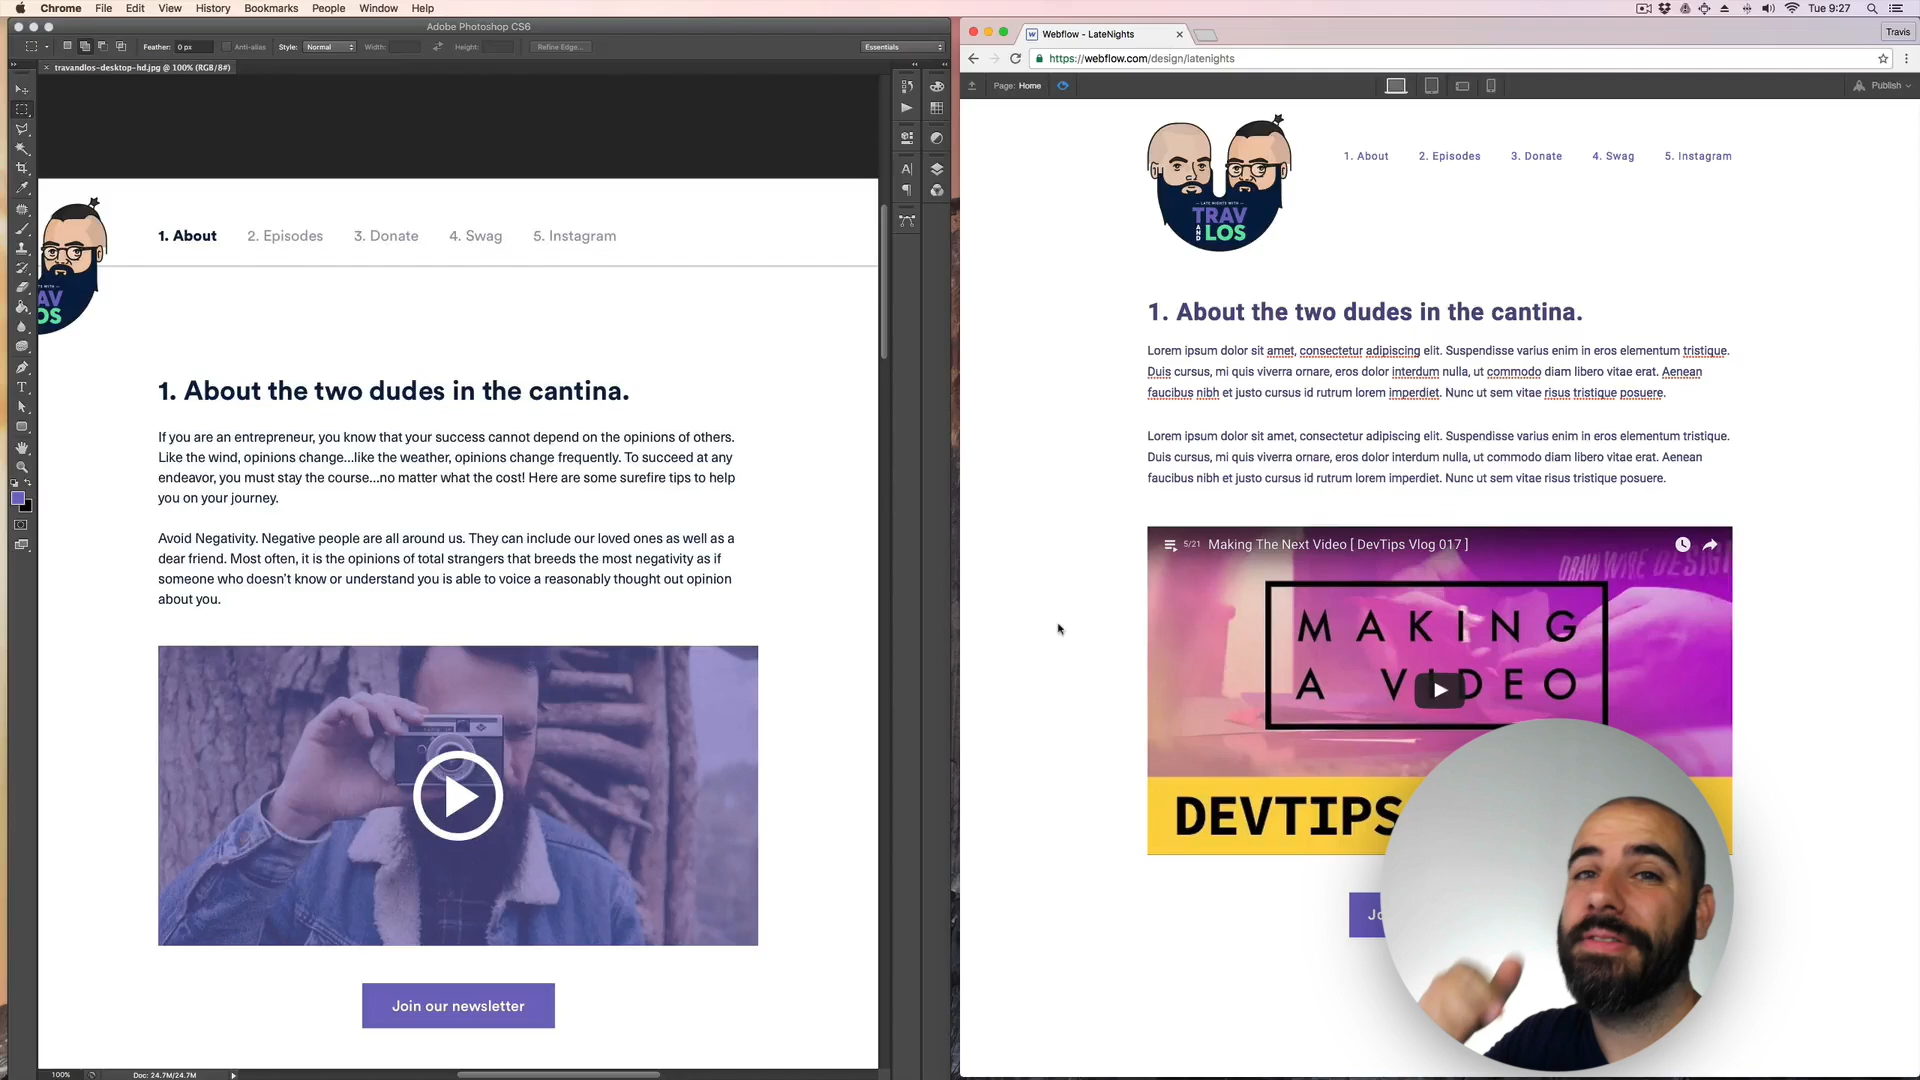 Chrome File Edit View History Bookmarks People Window Help
Tue 9:27
Adobe Photoshop CS6
Feather: 0 px Anti-alias Style: Normal Width: Height: Refine Edge... Essentials
travandlos-desktop-hd.jpg @ 100% (RGB/8#)
1. About 2. Episodes 3. Donate 4. Swag 5. Instagram
AV
OS
1. About the two dudes in the cantina.
If you are an entrepreneur, you know that your success cannot depend on the opinions of others.
Like the wind, opinions change...like the weather, opinions change frequently. To succeed at any
endeavor, you must stay the course...no matter what the cost! Here are some surefire tips to help
you on your journey.
Avoid Negativity. Negative people are all around us. They can include our loved ones as well as a
dear friend. Most often, it is the opinions of total strangers that breeds the most negativity as if
someone who doesn't know or understand you is able to voice a reasonably thought out opinion
about you.
Join our newsletter
100% Doc: 24.7M/24.7M
Webflow - LateNights
Travis
https://webflow.com/design/latenights
Page: Home
Publish
LATE NIGHTS WITH
TRAV
AND LOS
1. About 2. Episodes 3. Donate 4. Swag 5. Instagram
1. About the two dudes in the cantina.
Lorem ipsum dolor sit amet, consectetur adipiscing elit. Suspendisse varius enim in eros elementum tristique.
Duis cursus, mi quis viverra ornare, eros dolor interdum nulla, ut commodo diam libero vitae erat. Aenean
faucibus nibh et justo cursus id rutrum lorem imperdiet. Nunc ut sem vitae risus tristique posuere.
Lorem ipsum dolor sit amet, consectetur adipiscing elit. Suspendisse varius enim in eros elementum tristique.
Duis cursus, mi quis viverra ornare, eros dolor interdum nulla, ut commodo diam libero vitae erat. Aenean
faucibus nibh et justo cursus id rutrum lorem imperdiet. Nunc ut sem vitae risus tristique posuere.
5/21 Making The Next Video [ DevTips Vlog 017 ]
DRAW WIRE DESIGN
MAKING
A VIDEO
DEVTIPS
Jo